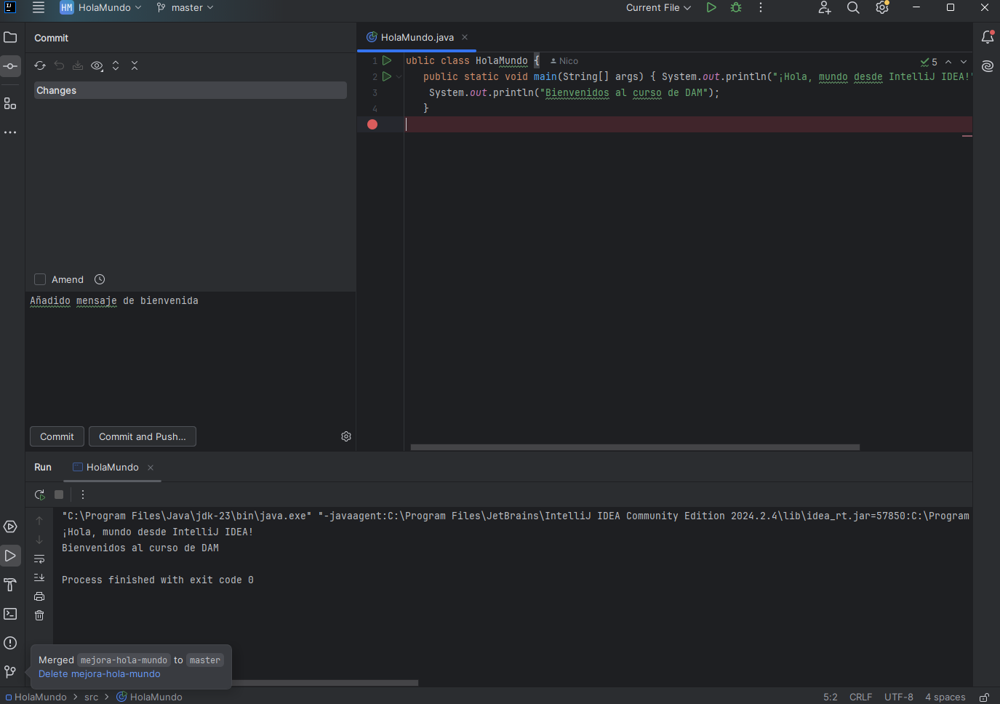 HM HolaMundo master Current File
Commit
HolaMundo.java
Changes
1 ublic class HolaMundo { Nico
5
2 public static void main(String[] args) { System.out.println("¡Hola, mundo desde IntelliJ IDEA!"
3 System.out.println("Bienvenidos al curso de DAM");
4 }
Amend
Añadido mensaje de bienvenida
Commit Commit and Push...
Run HolaMundo
"C:\Program Files\Java\jdk-23\bin\java.exe" "-javaagent:C:\Program Files\JetBrains\IntelliJ IDEA Community Edition 2024.2.4\lib\idea_rt.jar=57850:C:\Program
¡Hola, mundo desde IntelliJ IDEA!
Bienvenidos al curso de DAM
Process finished with exit code 0
Merged mejora-hola-mundo to master
Delete mejora-hola-mundo
HolaMundo > src > HolaMundo 5:2 CRLF UTF-8 4 spaces